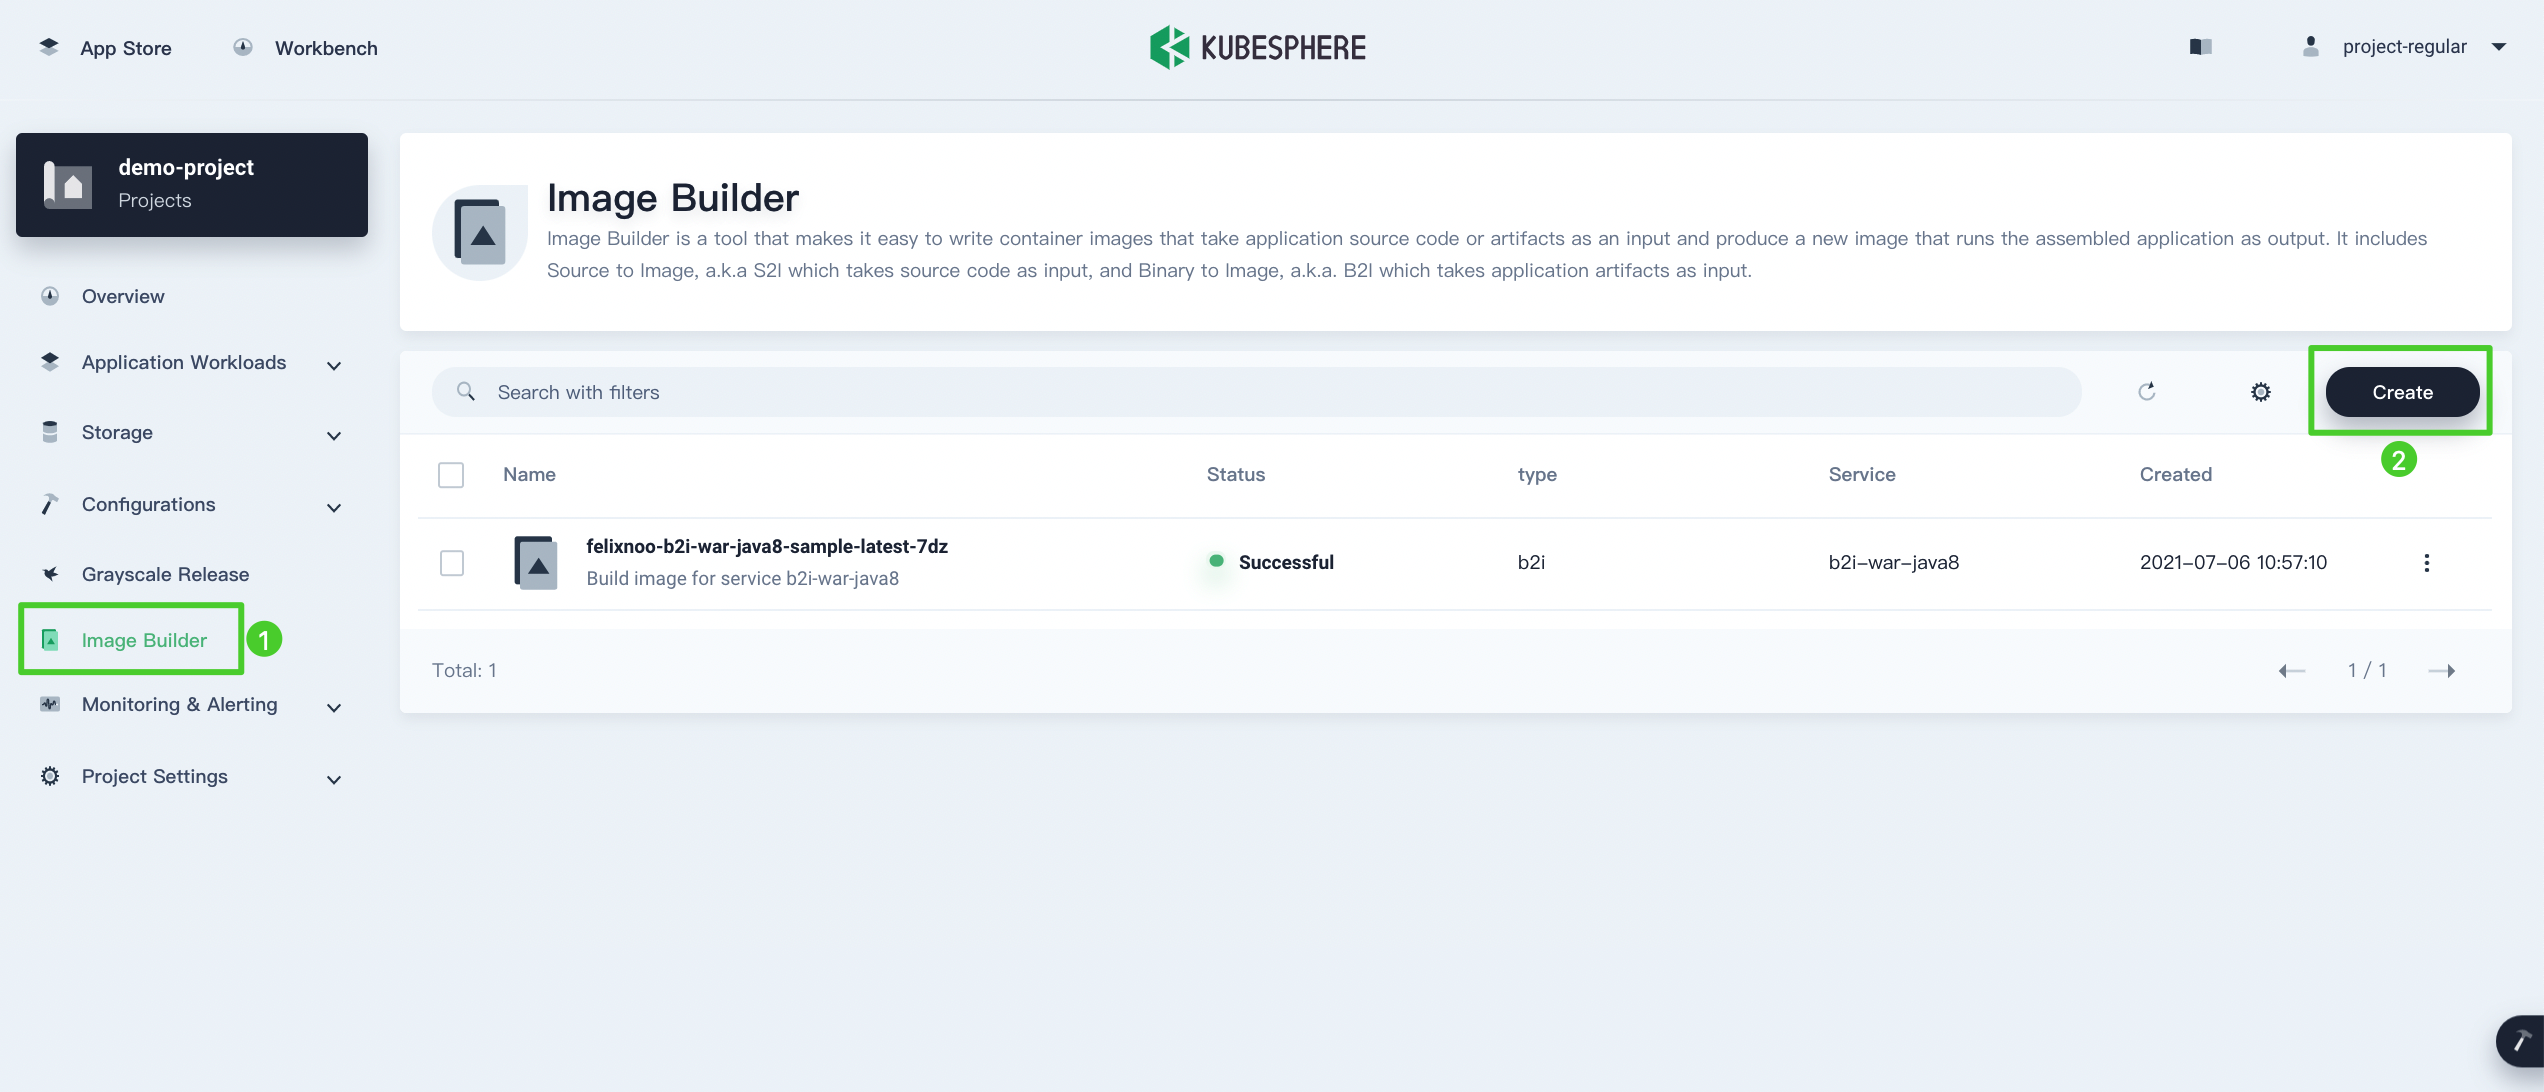 App Store
Workbench
KUBESPHERE
project-regular
demo-project
Projects
Overview
Application Workloads
Storage
Configurations
Grayscale Release
Image Builder
1
Monitoring & Alerting
Project Settings
Image Builder
Image Builder is a tool that makes it easy to write container images that take application source code or artifacts as an input and produce a new image that runs the assembled application as output. It includes
Source to Image, a.k.a S2I which takes source code as input, and Binary to Image, a.k.a. B2I which takes application artifacts as input.
Search with filters
Create
2
Name
Status
type
Service
Created
felixnoo-b2i-war-java8-sample-latest-7dz
Build image for service b2i-war-java8
Successful
b2i
b2i-war-java8
2021-07-06 10:57:10
Total: 1
1 / 1